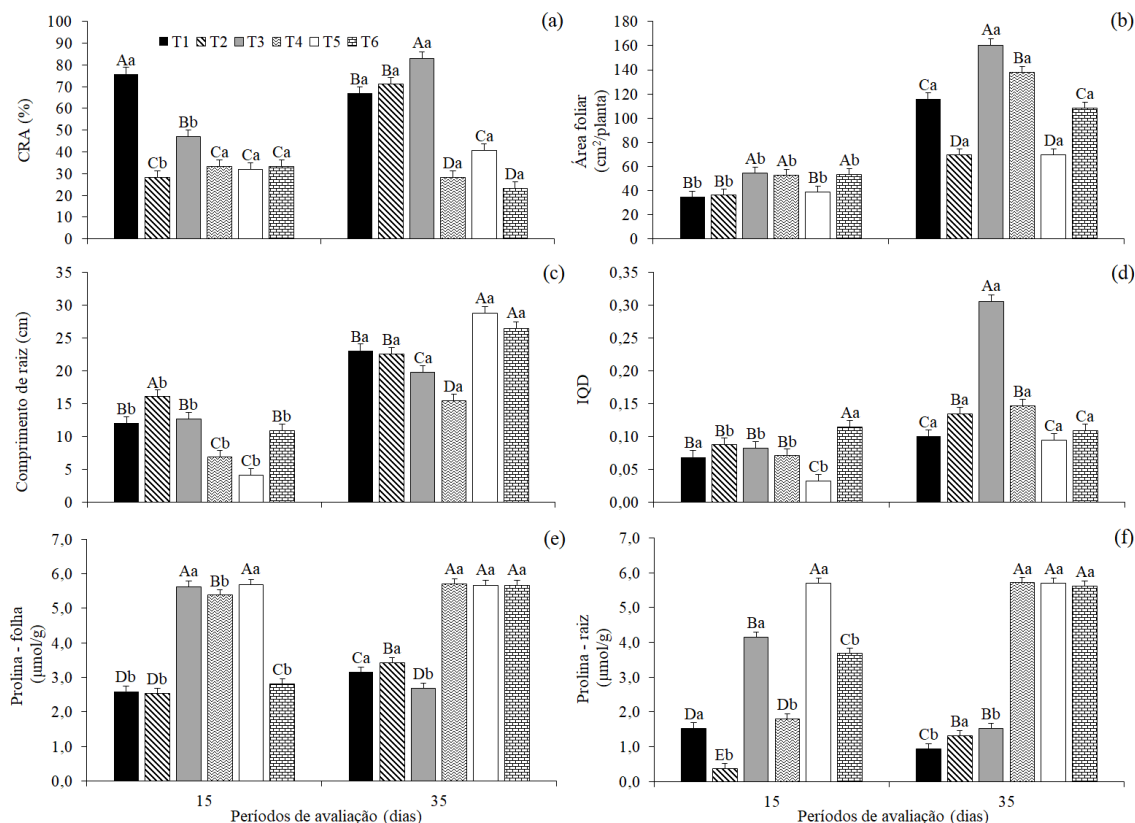 (a)
T1 T2 T3 T4 T5 T6
CRA (%)
100
90
80
70
60
50
40
30
20
10
0
Aa Cb Bb Ca Ca Ca
Ba Ba Aa Da Ca Da
(b)
Área foliar
(cm²/planta)
180
160
140
120
100
80
60
40
20
0
Bb Bb Ab Ab Bb Ab
Ca Da Aa Ba Da Ca
(c)
Comprimento de raiz (cm)
35
30
25
20
15
10
5
0
Bb Ab Bb Cb Cb Bb
Ba Ba Ca Da Aa Aa
(d)
IQD
0,35
0,30
0,25
0,20
0,15
0,10
0,05
0,00
Ba Bb Bb Bb Cb Aa
Ca Ba Aa Ba Ca Ca
(e)
Prolina - folha
(µmol/g)
7,0
6,0
5,0
4,0
3,0
2,0
1,0
0,0
Db Db Aa Bb Aa Cb
Ca Ba Db Aa Aa Aa
15 35
Períodos de avaliação (dias)
(f)
Prolina - raiz
(µmol/g)
7,0
6,0
5,0
4,0
3,0
2,0
1,0
0,0
Da Eb Ba Db Aa Cb
Cb Ba Bb Aa Aa Aa
15 35
Períodos de avaliação (dias)